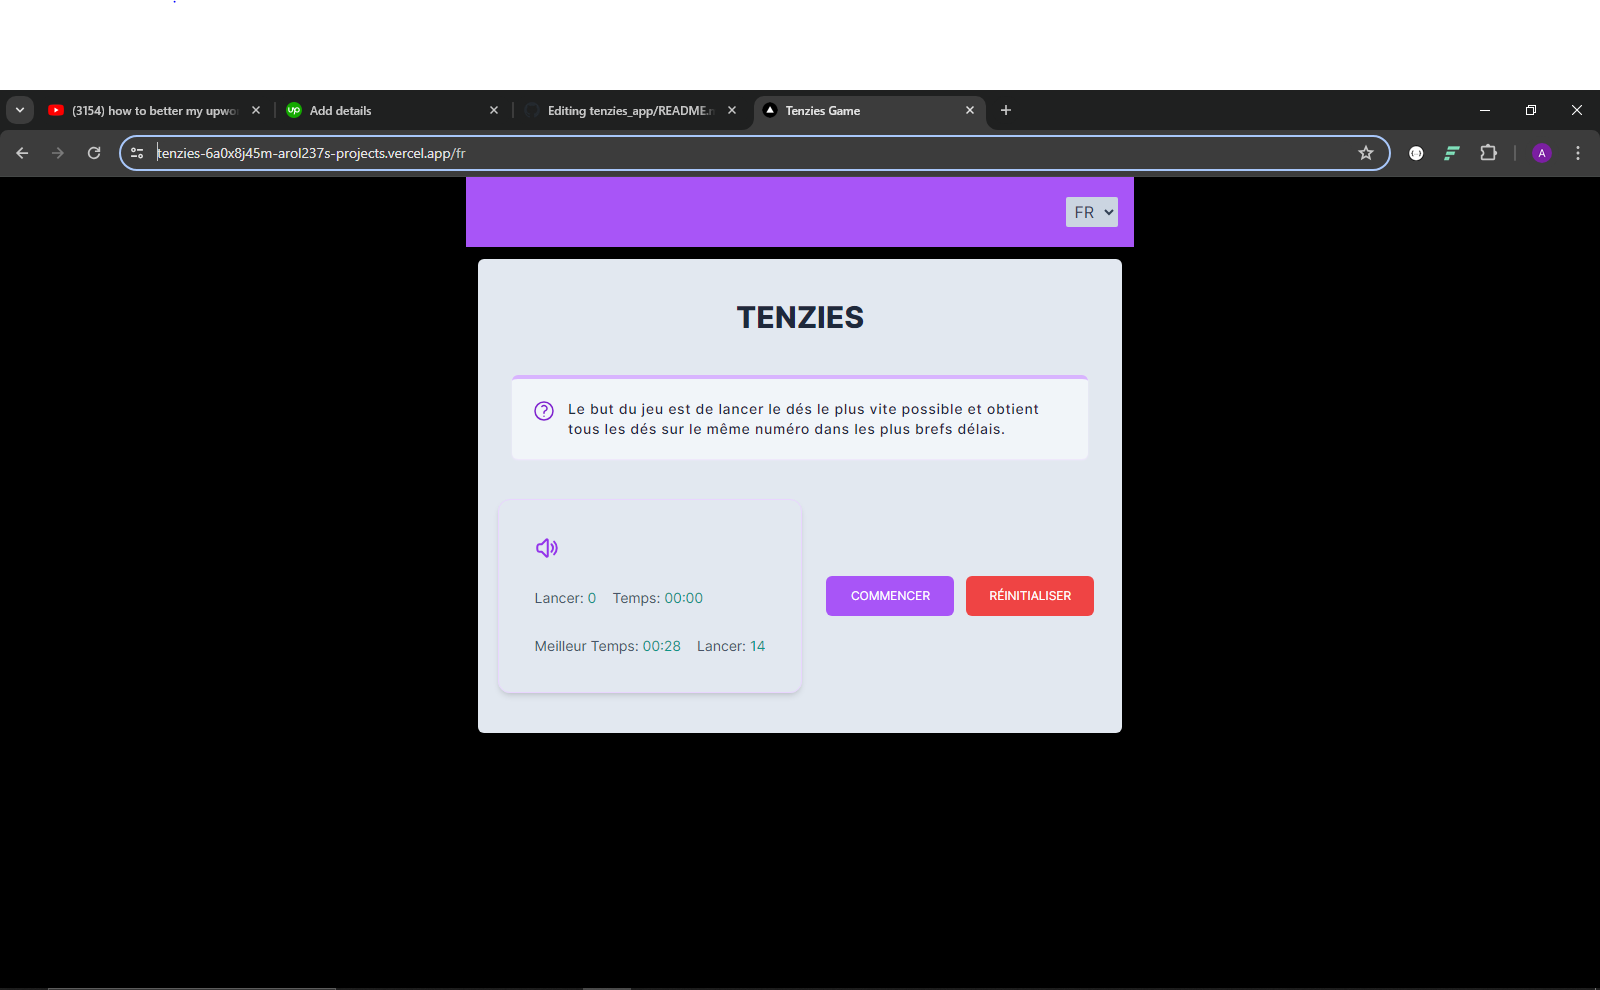 (3154) how to better my upwo
Add details
Editing tenzies_app/README.m
Tenzies Game
tenzies-6a0x8j45m-arol237s-projects.vercel.app/fr
A
FR
TENZIES
Le but du jeu est de lancer le dés le plus vite possible et obtient
tous les dés sur le même numéro dans les plus brefs délais.
Lancer: 0 Temps: 00:00
COMMENCER RÉINITIALISER
Meilleur Temps: 00:28 Lancer: 14